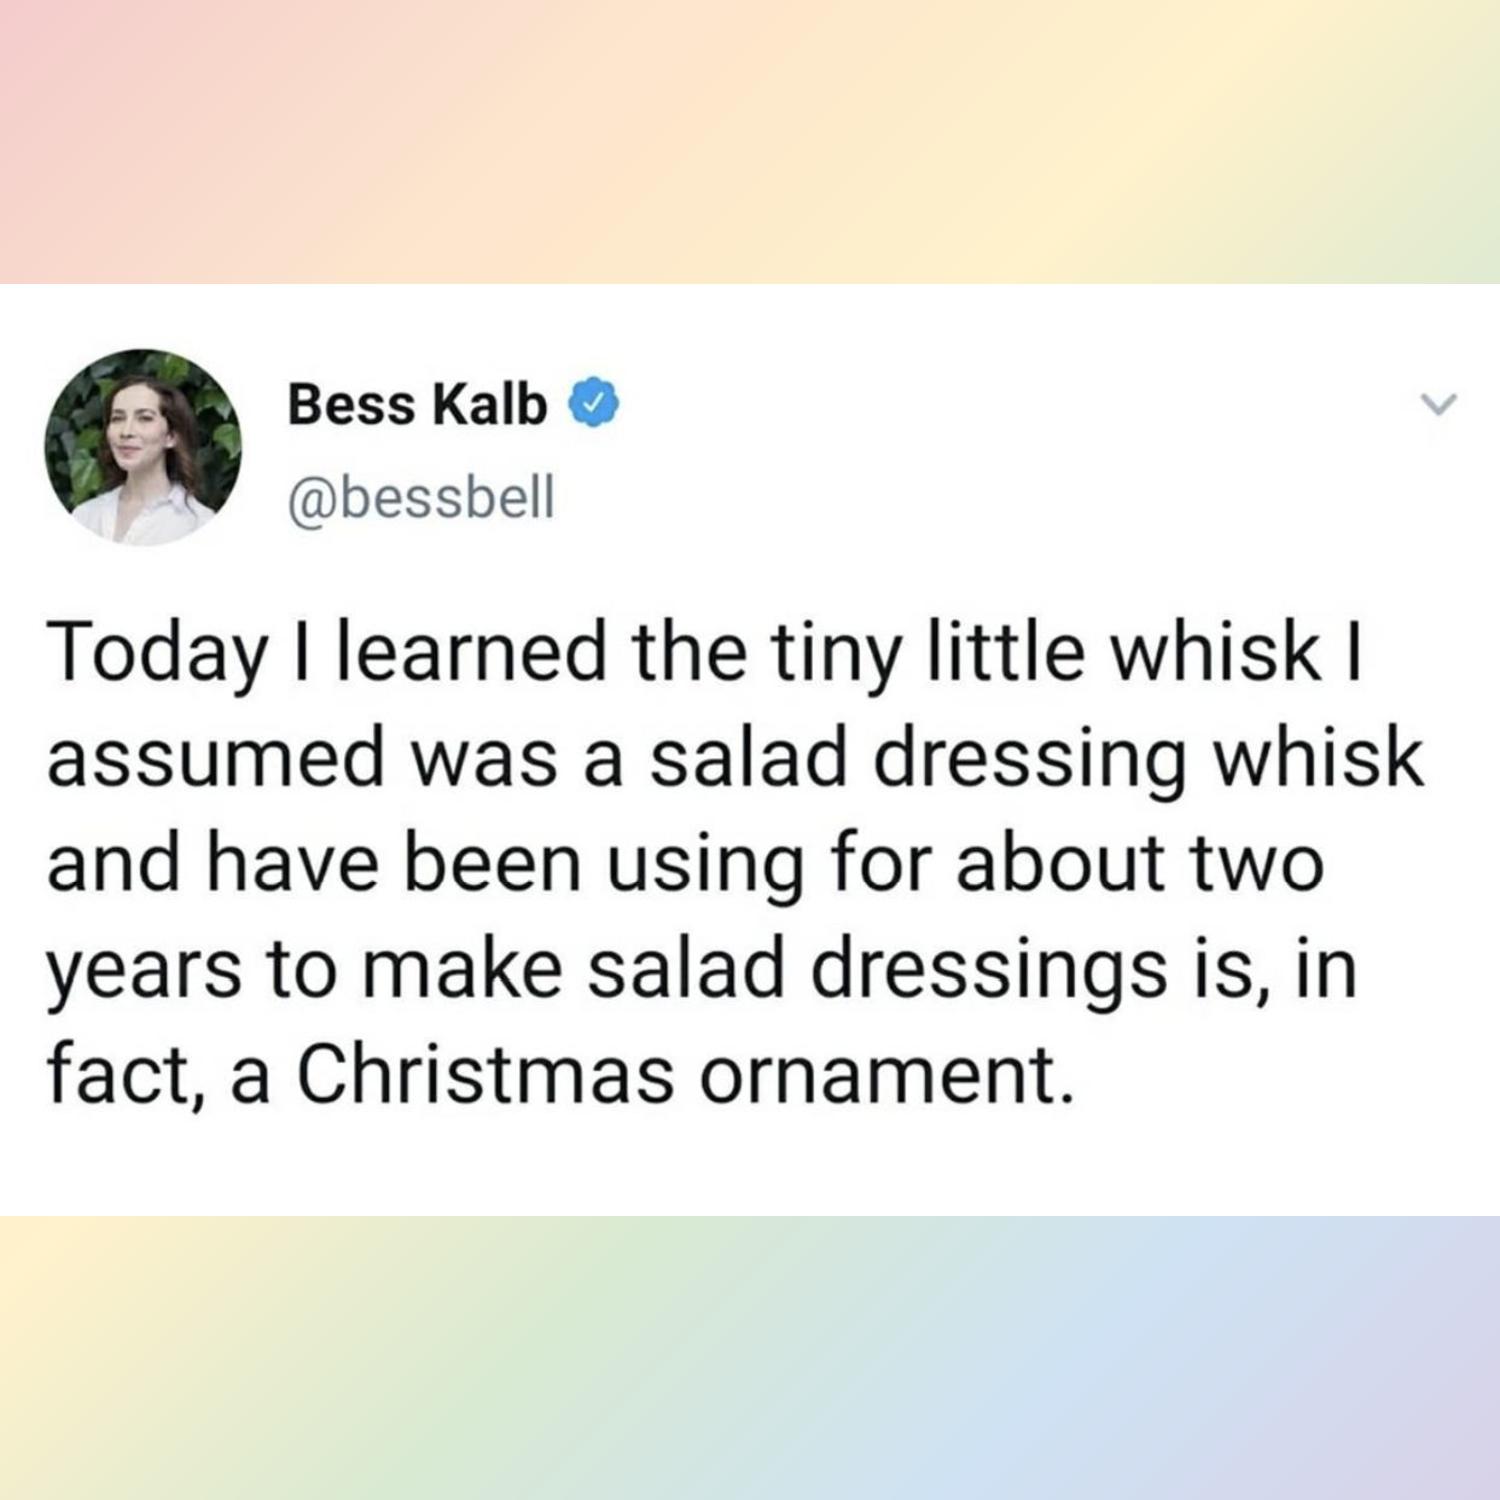 Bess Kalb
@bessbell
Today I learned the tiny little whisk I
assumed was a salad dressing whisk
and have been using for about two
years to make salad dressings is, in
fact, a Christmas ornament.